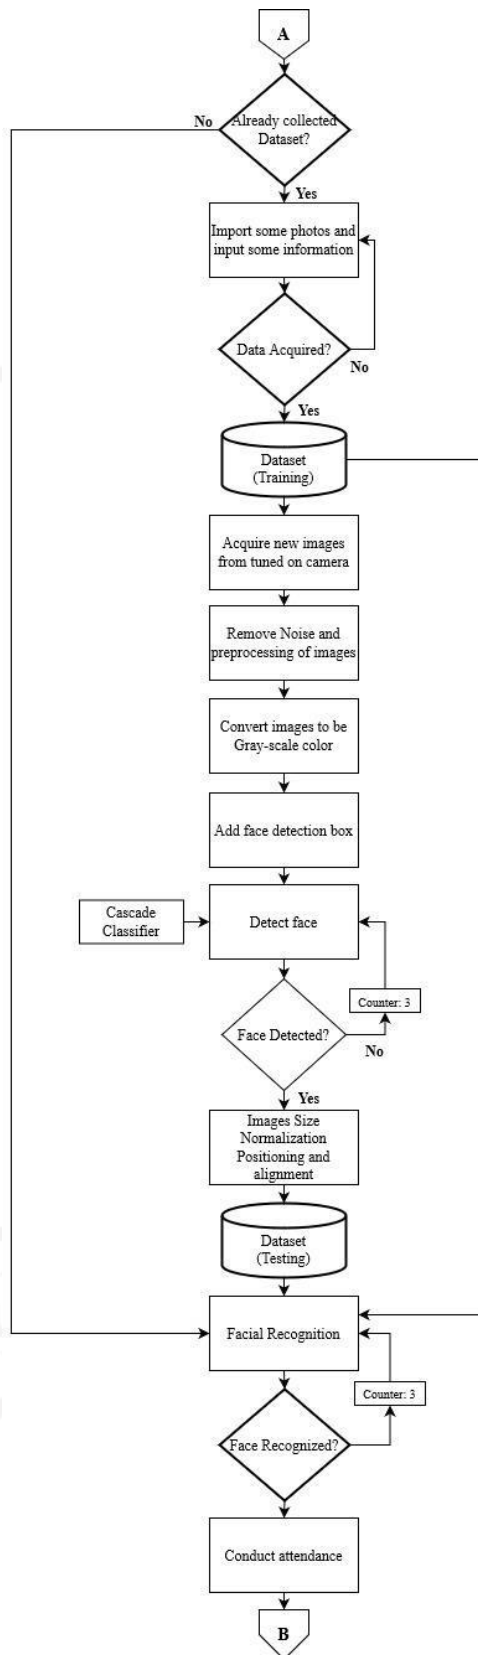 A
No
Already collected
Dataset?
Yes
Import some photos and
input some information
Data Acquired?
No
Yes
Dataset
(Training)
Acquire new images
from tuned on camera
Remove Noise and
preprocessing of images
Convert images to be
Gray-scale color
Add face detection box
Cascade
Classifier
Detect face
Counter: 3
Face Detected?
No
Yes
Images Size
Normalization
Positioning and
alignment
Dataset
(Testing)
Facial Recognition
Counter: 3
Face Recognized?
Conduct attendance
B